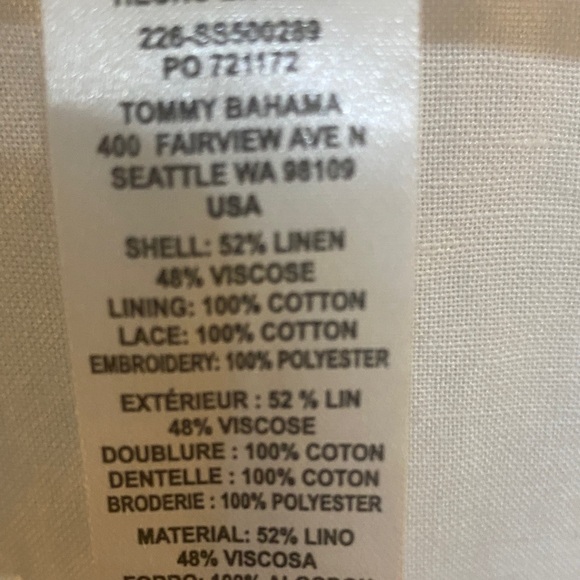 226-SS500289
PO 721172
TOMMY BAHAMA
400 FAIRVIEW AVE N
SEATTLE WA 98109
USA
SHELL: 52% LINEN
48% VISCOSE
LINING: 100% COTTON
LACE: 100% COTTON
EMBROIDERY: 100% POLYESTER
EXTÉRIEUR : 52 % LIN
48% VISCOSE
DOUBLURE : 100% COTON
DENTELLE : 100% COTON
BRODERIE : 100% POLYESTER
MATERIAL: 52% LINO
48% VISCOSA